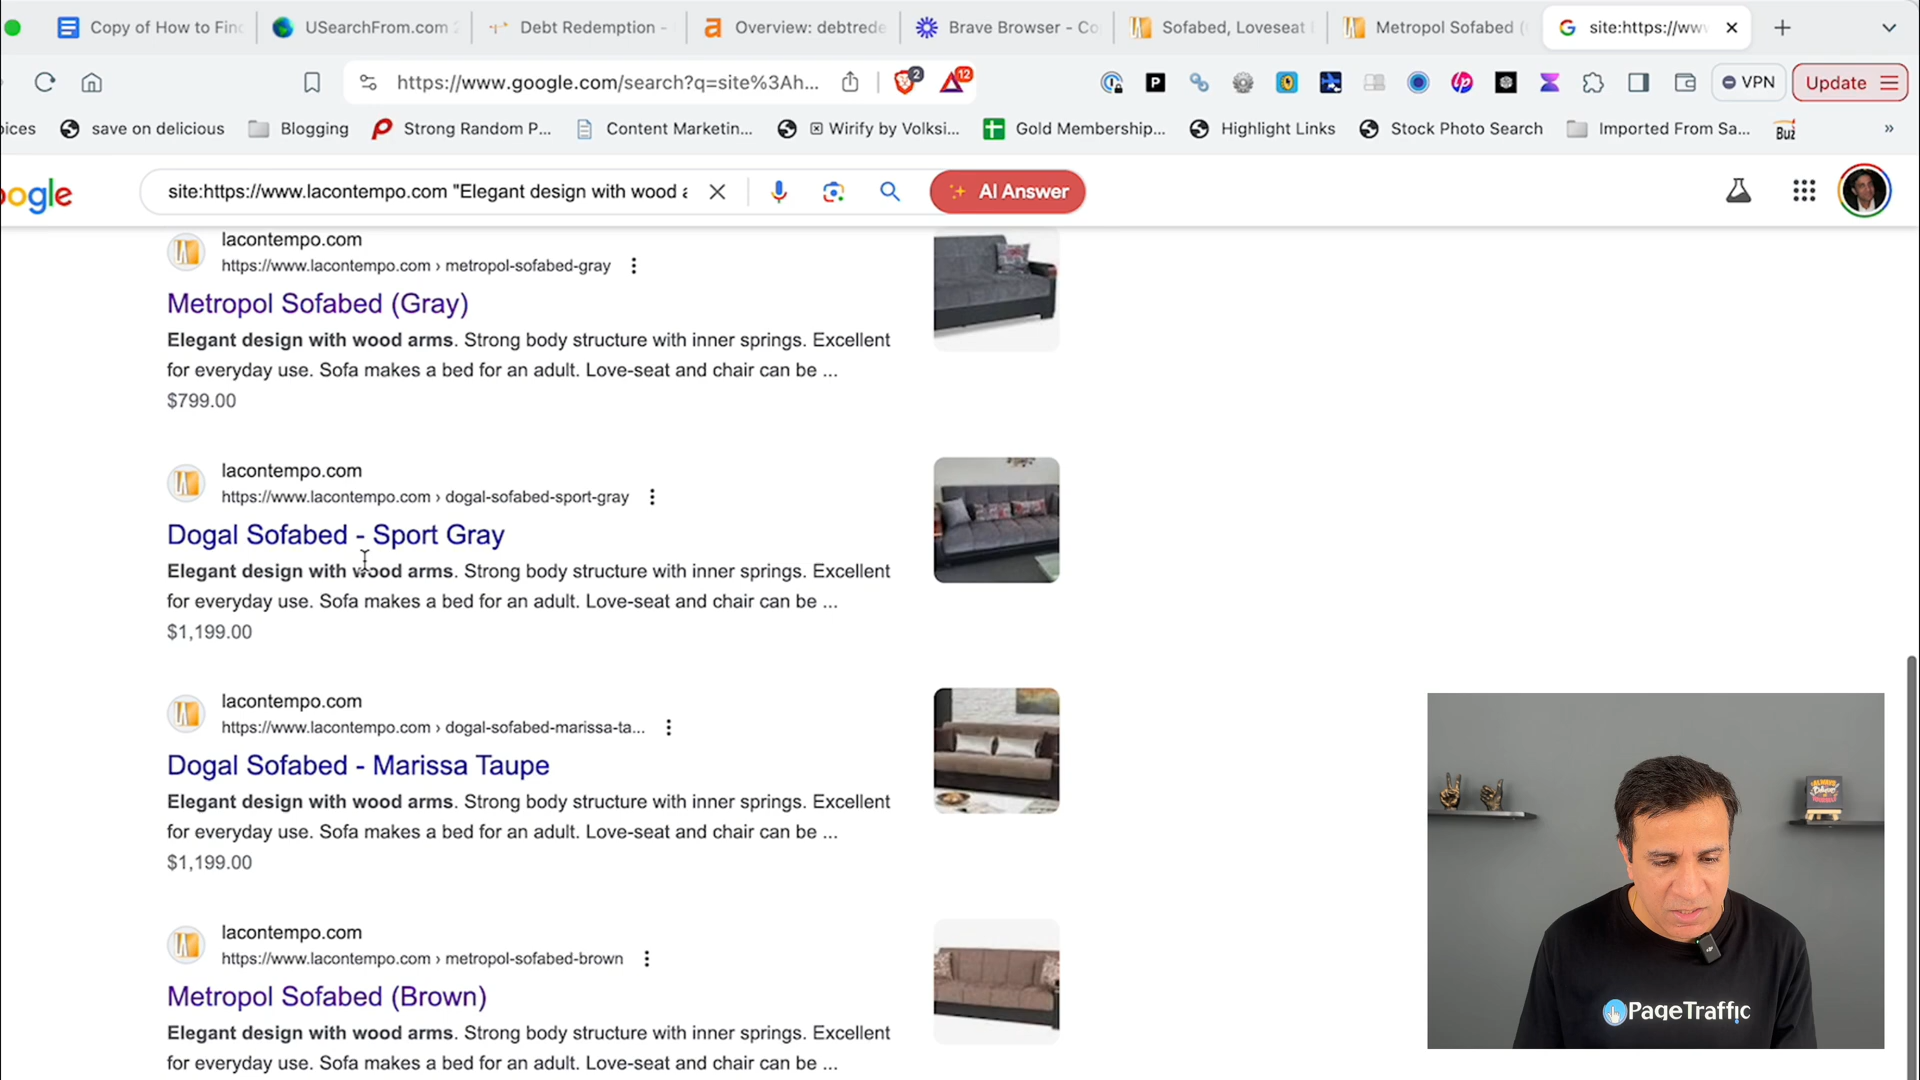 Copy of How to Fin
USearchFrom.com 2
Debt Redemption -
Overview: debtrede
Brave Browser - Co
Sofabed, Loveseat
Metropol Sofabed (
site:https://ww
https://www.google.com/search?q=site%3Ah...
2
12
P
VPN
Update
oices
save on delicious
Blogging
Strong Random P...
Content Marketin...
Wirify by Volksi...
Gold Membership...
Highlight Links
Stock Photo Search
Imported From Sa...
Buz
»
ogle
site:https://www.lacontempo.com "Elegant design with wood a
AI Answer
lacontempo.com
https://www.lacontempo.com › metropol-sofabed-gray
Metropol Sofabed (Gray)
Elegant design with wood arms. Strong body structure with inner springs. Excellent
for everyday use. Sofa makes a bed for an adult. Love-seat and chair can be ...
$799.00
lacontempo.com
https://www.lacontempo.com › dogal-sofabed-sport-gray
Dogal Sofabed - Sport Gray
Elegant design with wood arms. Strong body structure with inner springs. Excellent
for everyday use. Sofa makes a bed for an adult. Love-seat and chair can be ...
$1,199.00
lacontempo.com
https://www.lacontempo.com › dogal-sofabed-marissa-ta...
Dogal Sofabed - Marissa Taupe
Elegant design with wood arms. Strong body structure with inner springs. Excellent
for everyday use. Sofa makes a bed for an adult. Love-seat and chair can be ...
$1,199.00
lacontempo.com
https://www.lacontempo.com › metropol-sofabed-brown
Metropol Sofabed (Brown)
Elegant design with wood arms. Strong body structure with inner springs. Excellent
for everyday use. Sofa makes a bed for an adult. Love-seat and chair can be ...
ALWAYS
PageTraffic